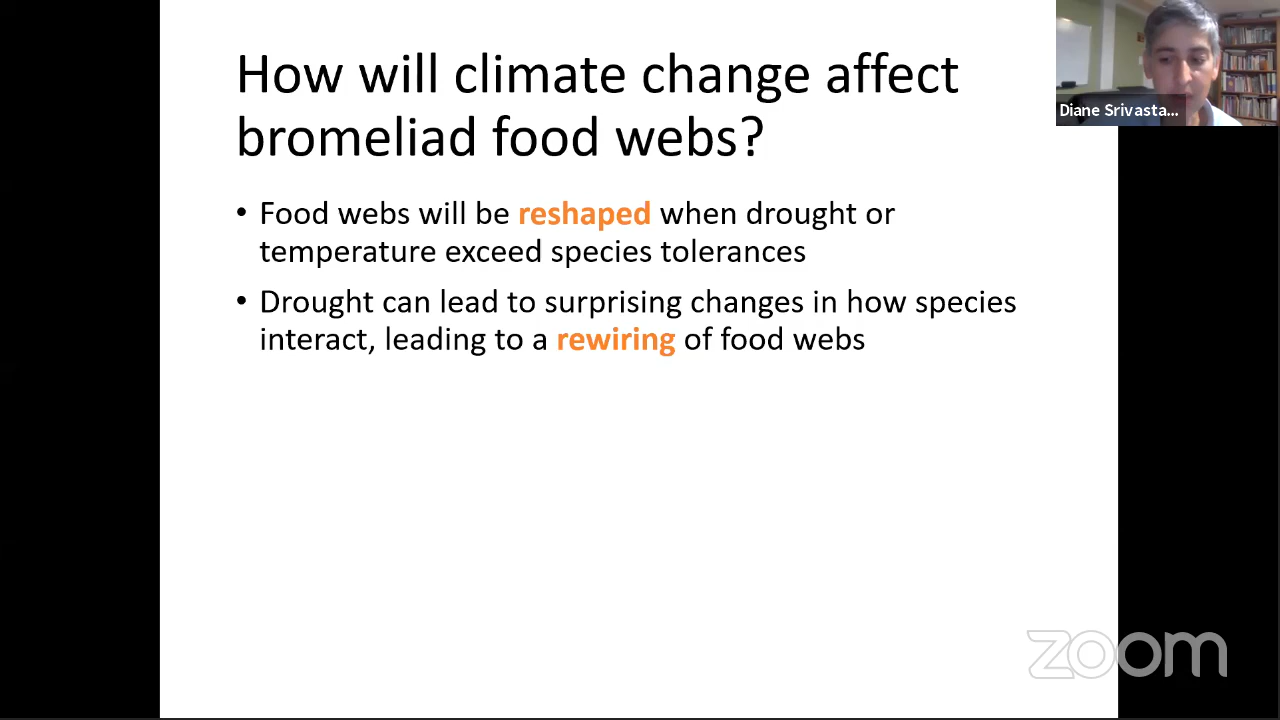 How will climate change affect
bromeliad food webs?
• Food webs will be reshaped when drought or
temperature exceed species tolerances
• Drought can lead to surprising changes in how species
interact, leading to a rewiring of food webs
Diane Srivasta...
zoom